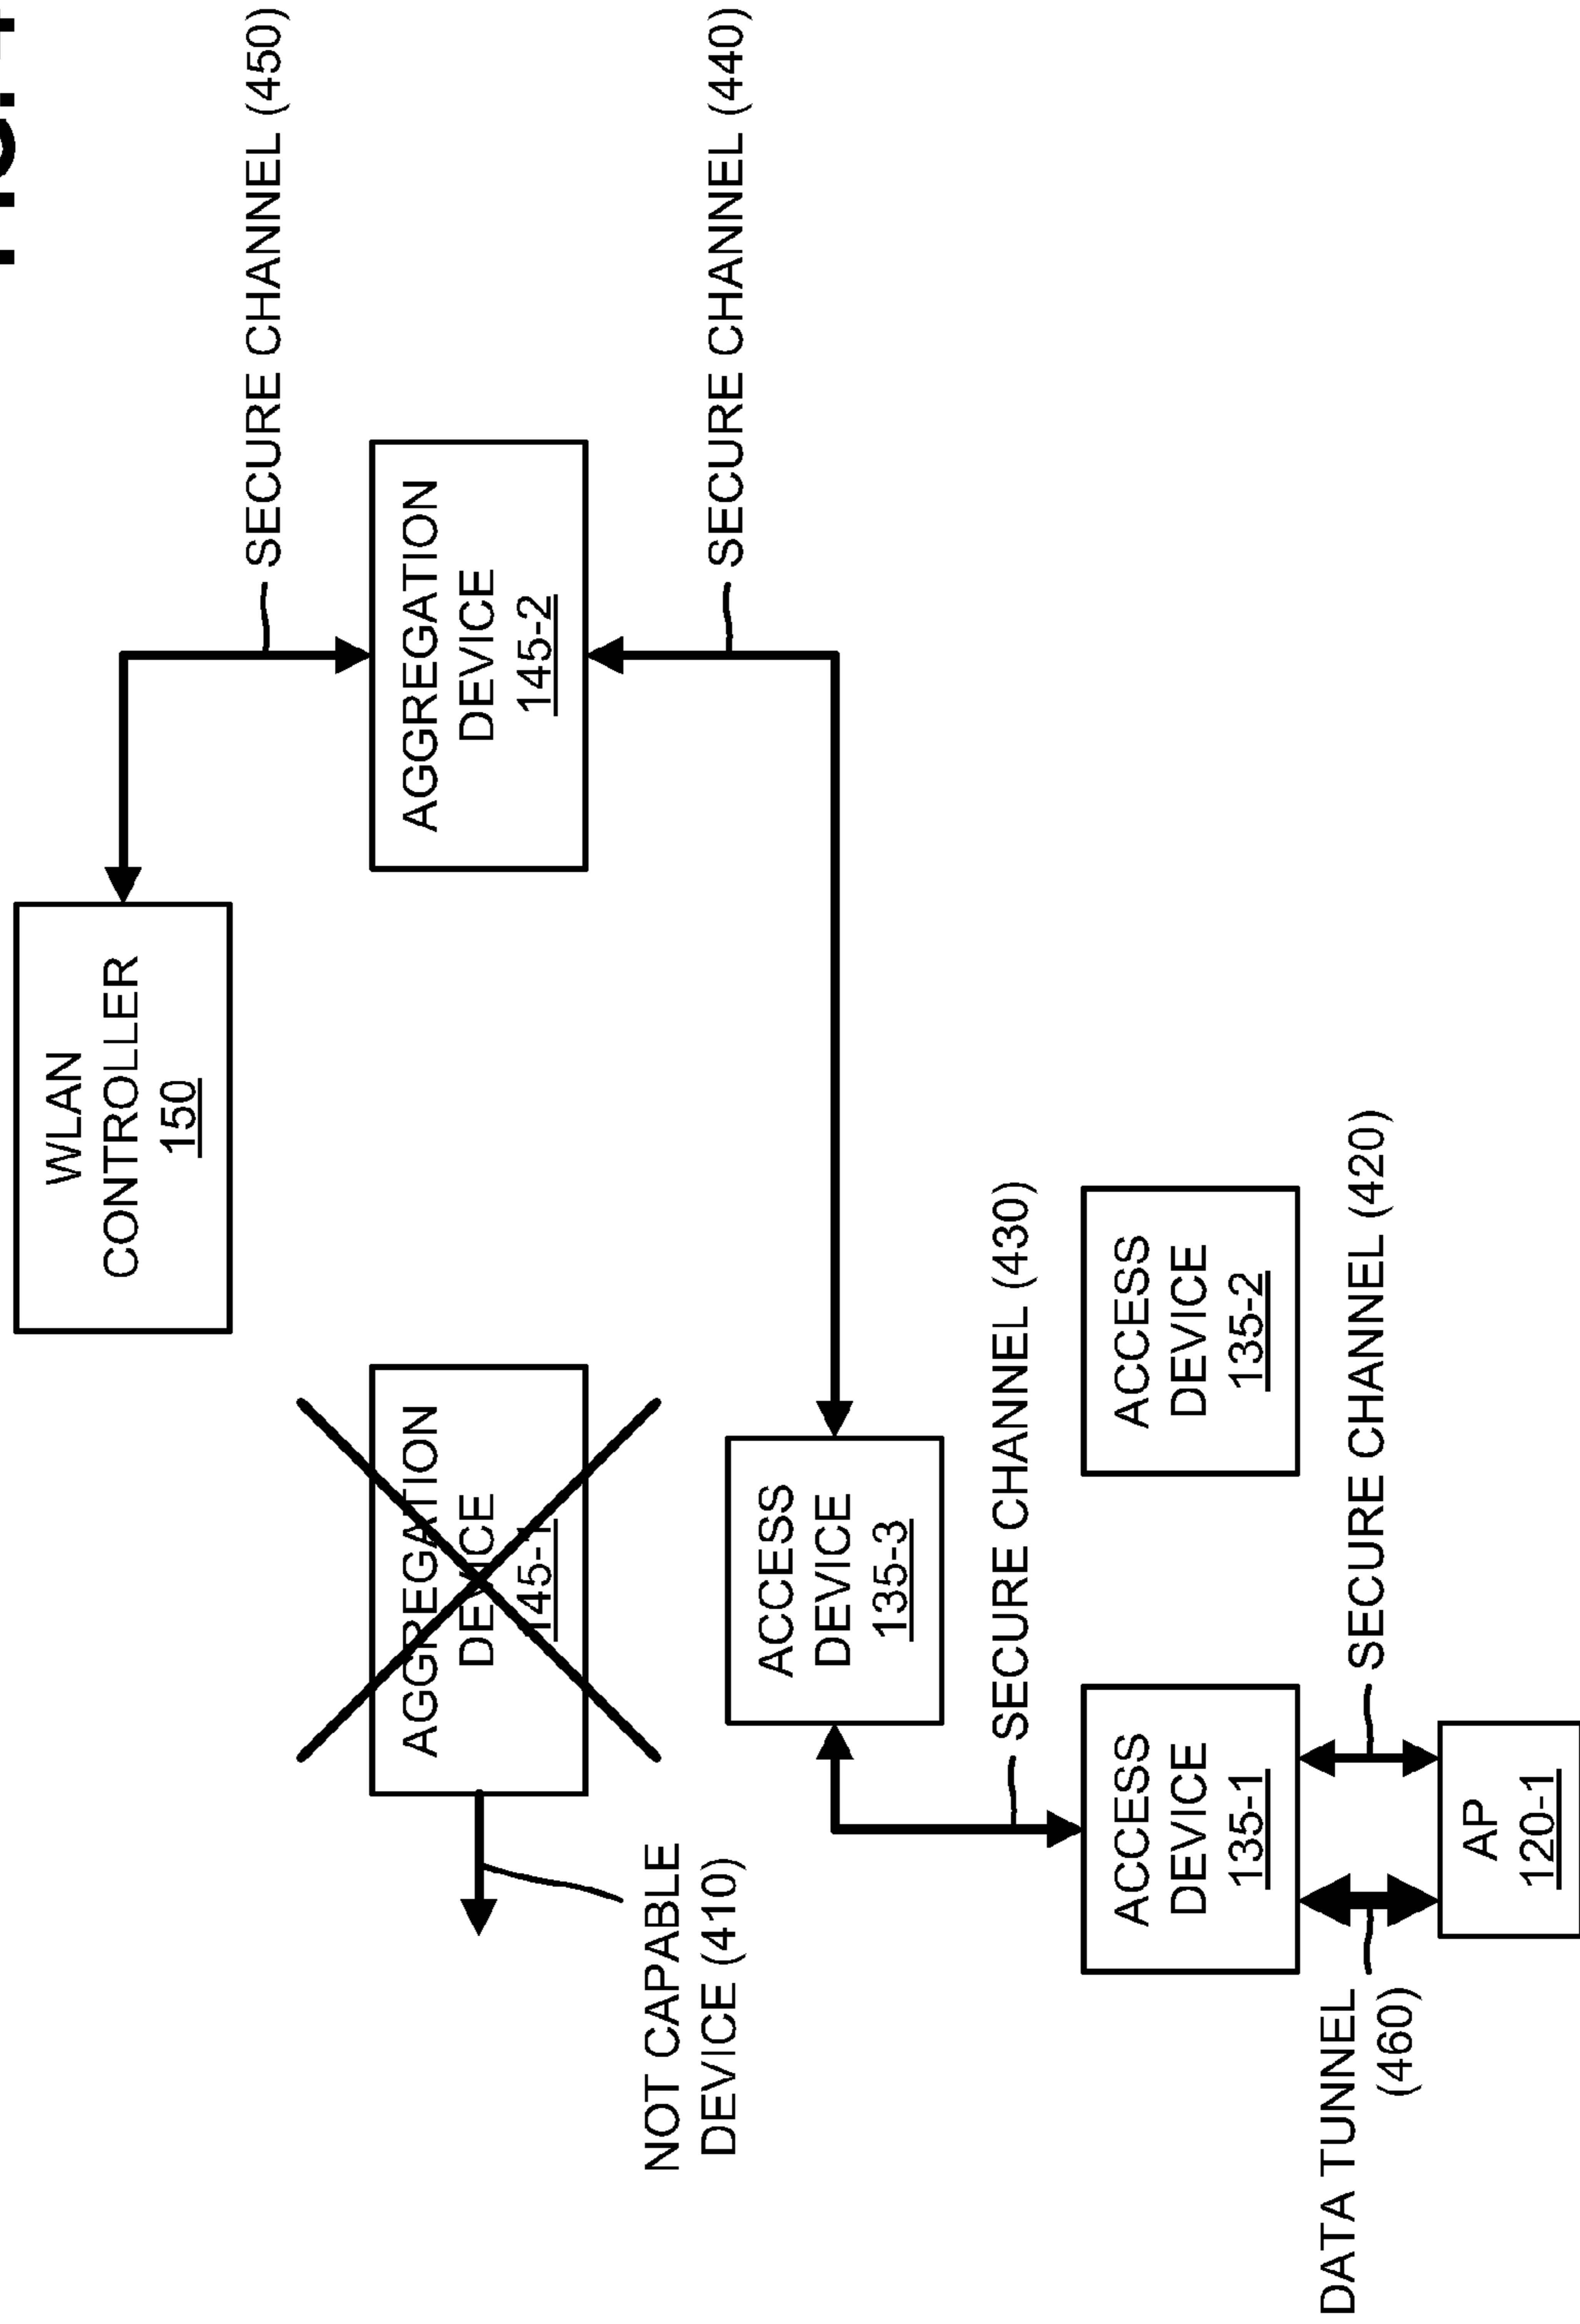 WLAN
CONTROLLER
150
SECURE CHANNEL (450)
AGGREGATION
DEVICE
145-1
AGGREGATION
DEVICE
145-2
NOT CAPABLE
DEVICE (410)
SECURE CHANNEL (440)
ACCESS
DEVICE
135-3
SECURE CHANNEL (430)
ACCESS
DEVICE
135-1
ACCESS
DEVICE
135-2
DATA TUNNEL
(460)
SECURE CHANNEL (420)
AP
120-1